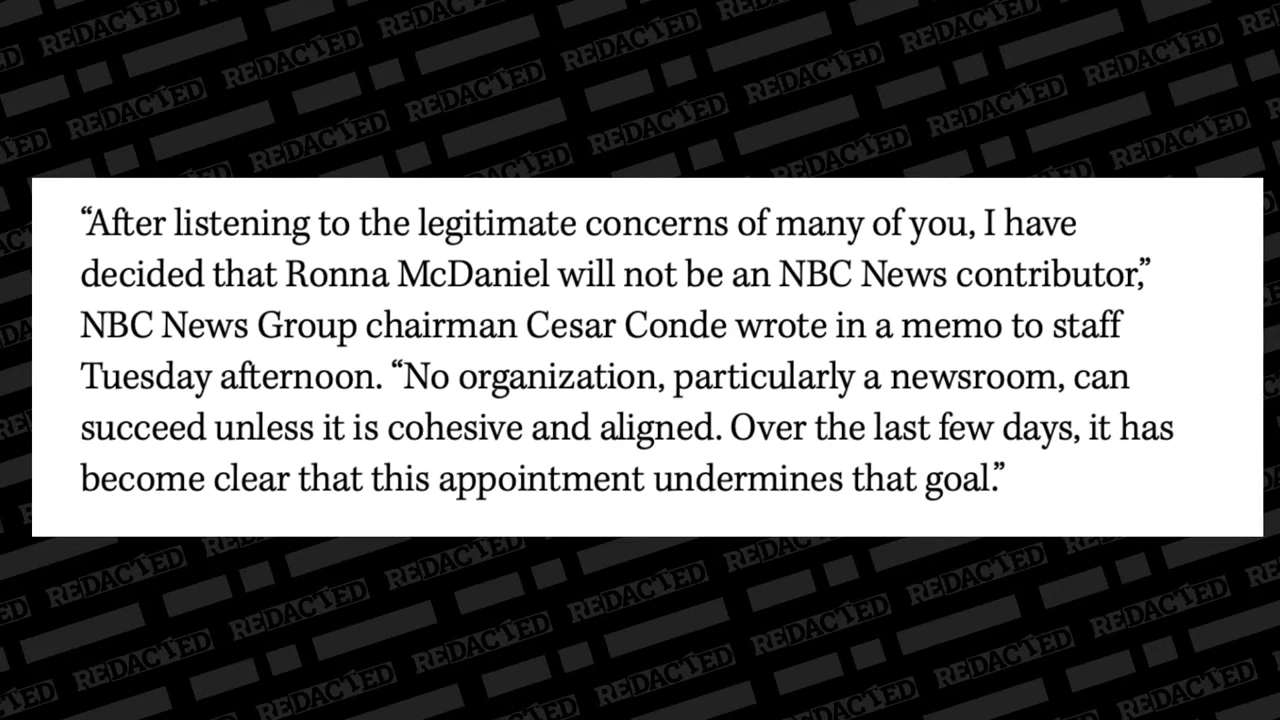 “After listening to the legitimate concerns of many of you, I have
decided that Ronna McDaniel will not be an NBC News contributor,”
NBC News Group chairman Cesar Conde wrote in a memo to staff
Tuesday afternoon. “No organization, particularly a newsroom, can
succeed unless it is cohesive and aligned. Over the last few days, it has
become clear that this appointment undermines that goal.”
REDACTED